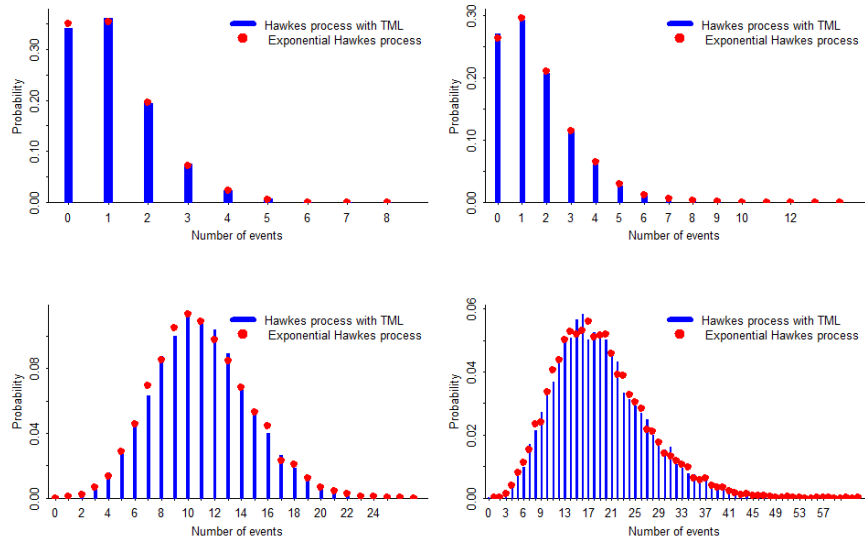 Hawkes process with TML
Exponential Hawkes process
Probability
0.00 0.10 0.20 0.30
0 1 2 3 4 5 6 7 8
Number of events
Hawkes process with TML
Exponential Hawkes process
Probability
0.00 0.10 0.20 0.30
0 1 2 3 4 5 6 7 8 9 10 12
Number of events
Hawkes process with TML
Exponential Hawkes process
Probability
0.00 0.04 0.08
0 2 4 6 8 10 12 14 16 18 20 22 24
Number of events
Hawkes process with TML
Exponential Hawkes process
Probability
0.00 0.02 0.04 0.06
0 3 6 9 13 17 21 25 29 33 37 41 45 49 53 57
Number of events